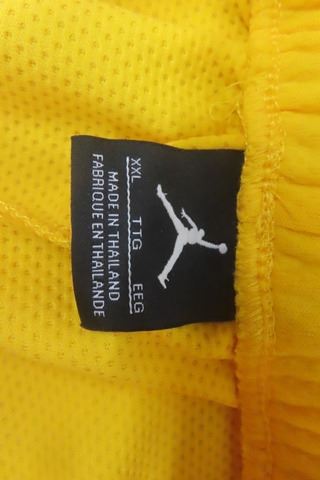 XXL TTG EEG
MADE IN THAILAND
FABRIQUE EN THAILANDE